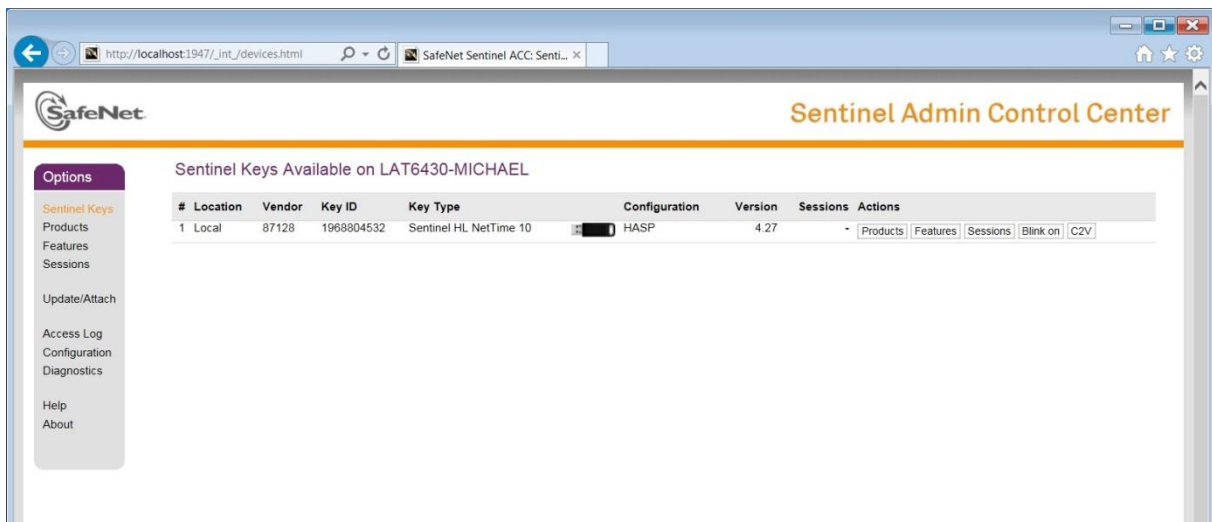 http://localhost:1947/_int_/devices.html
SafeNet Sentinel ACC: Senti...
SafeNet.
Sentinel Admin Control Center
Options
Sentinel Keys
Products
Features
Sessions
Update/Attach
Access Log
Configuration
Diagnostics
Help
About
Sentinel Keys Available on LAT6430-MICHAEL
# Location Vendor Key ID Key Type Configuration Version Sessions Actions
1 Local 87128 1968804532 Sentinel HL NetTime 10 HASP 4.27 - Products Features Sessions Blink on C2V